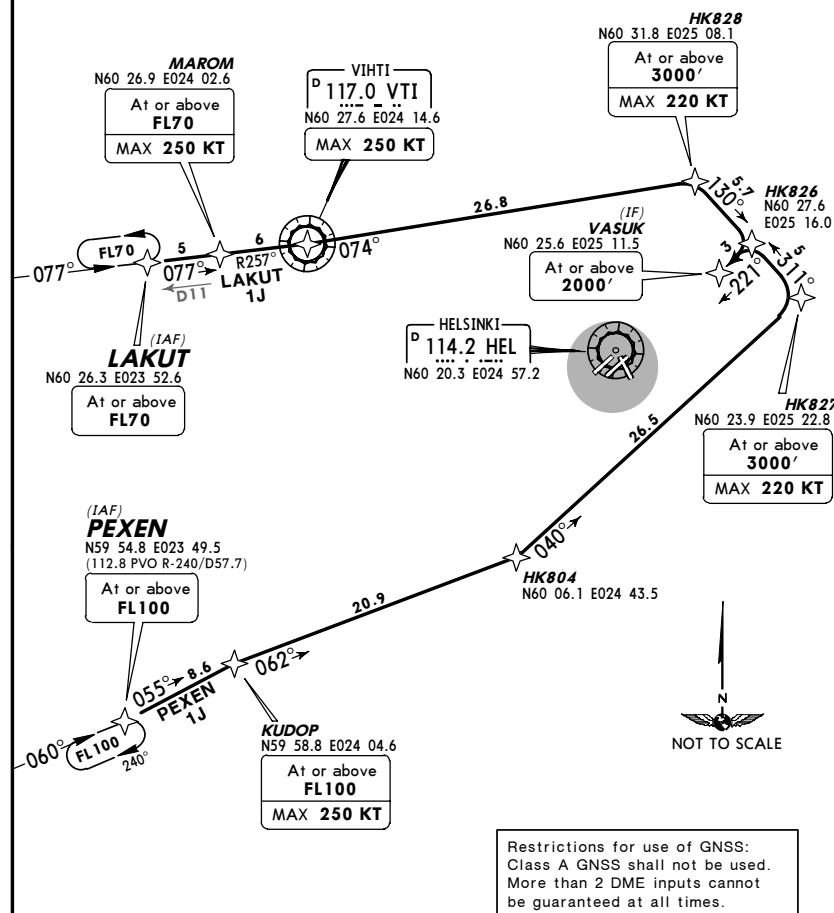 HK828
N60 31.8 E025 08.1
At or above
3000′
MAX 220 KT
MAROM
N60 26.9 E024 02.6
At or above
FL70
MAX 250 KT
VIHTI
D 117.0 VTI
N60 27.6 E024 14.6
MAX 250 KT
26.8
5.7
130°
HK826
N60 27.6
E025 16.0
(IF)
VASUK
N60 25.6 E025 11.5
At or above
2000′
3
221°
5
311°
FL70
077°
5
077°
6
R257°
D11
LAKUT
1J
074°
(IAF)
LAKUT
N60 26.3 E023 52.6
At or above
FL70
HELSINKI
D 114.2 HEL
N60 20.3 E024 57.2
HK827
N60 23.9 E025 22.8
At or above
3000′
MAX 220 KT
26.5
(IAF)
PEXEN
N59 54.8 E023 49.5
(112.8 PVO R-240/D57.7)
At or above
FL100
040°
HK804
N60 06.1 E024 43.5
20.9
062°
055°
8.6
PEXEN
1J
060°
FL100
240°
KUDOP
N59 58.8 E024 04.6
At or above
FL100
MAX 250 KT
N
NOT TO SCALE
Restrictions for use of GNSS:
Class A GNSS shall not be used.
More than 2 DME inputs cannot
be guaranteed at all times.